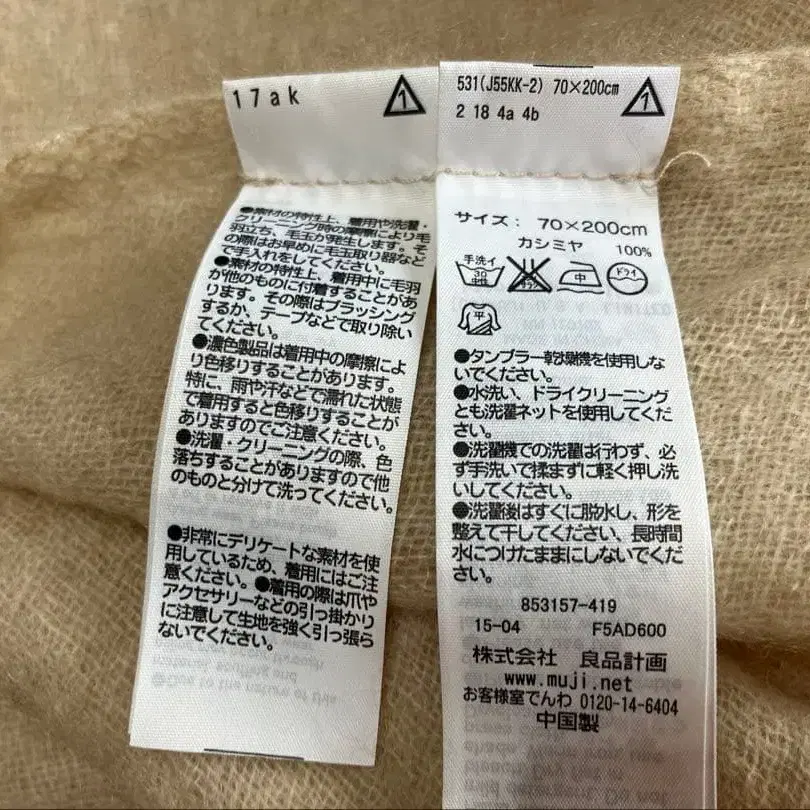 17ak
1
●素材の特性上、着用や洗濯・
クリーニング時の摩擦により毛
羽立ち、毛玉が発生します。そ
の際はお早めに毛玉取り器など
で手入れをしてください。
●素材の特性上、着用中に毛羽
が他のものに付着することがあ
ります。その際はブラッシング
するか、テープなどで取り除い
てください。
●濃色製品は着用中の摩擦によ
り色移りすることがあります。
特に、雨や汗などで濡れた状態
で着用すると色移りすることが
ありますのでご注意ください。
●洗濯・クリーニングの際、色
落ちすることがありますので他
のものと分けて洗ってください。
●非常にデリケートな素材を使
用しているため、着用にはご注
意ください。●着用の際は爪や
アクセサリーなどの引っ掛かり
に注意して生地を強く引っ張ら
ないでください。
531(J55KK-2) 70×200cm
2 18 4a 4b
1
サイズ: 70×200cm
カシミヤ 100%
手洗イ
30
中性
エンソ
サラシ
中
ドライ
平
●タンブラー乾燥機を使用しな
いでください。
●水洗い、ドライクリーニング
とも洗濯ネットを使用してくだ
さい。
●洗濯機での洗濯は行わず、必
ず手洗いで揉まずに軽く押し洗
いしてください。
●洗濯後はすぐに脱水し、形を
整えて干してください、長時間
水につけたままにしないでくだ
さい。
853157-419
15-04 F5AD600
株式会社 良品計画
www.muji.net
お客様室でんわ 0120-14-6404
中国製